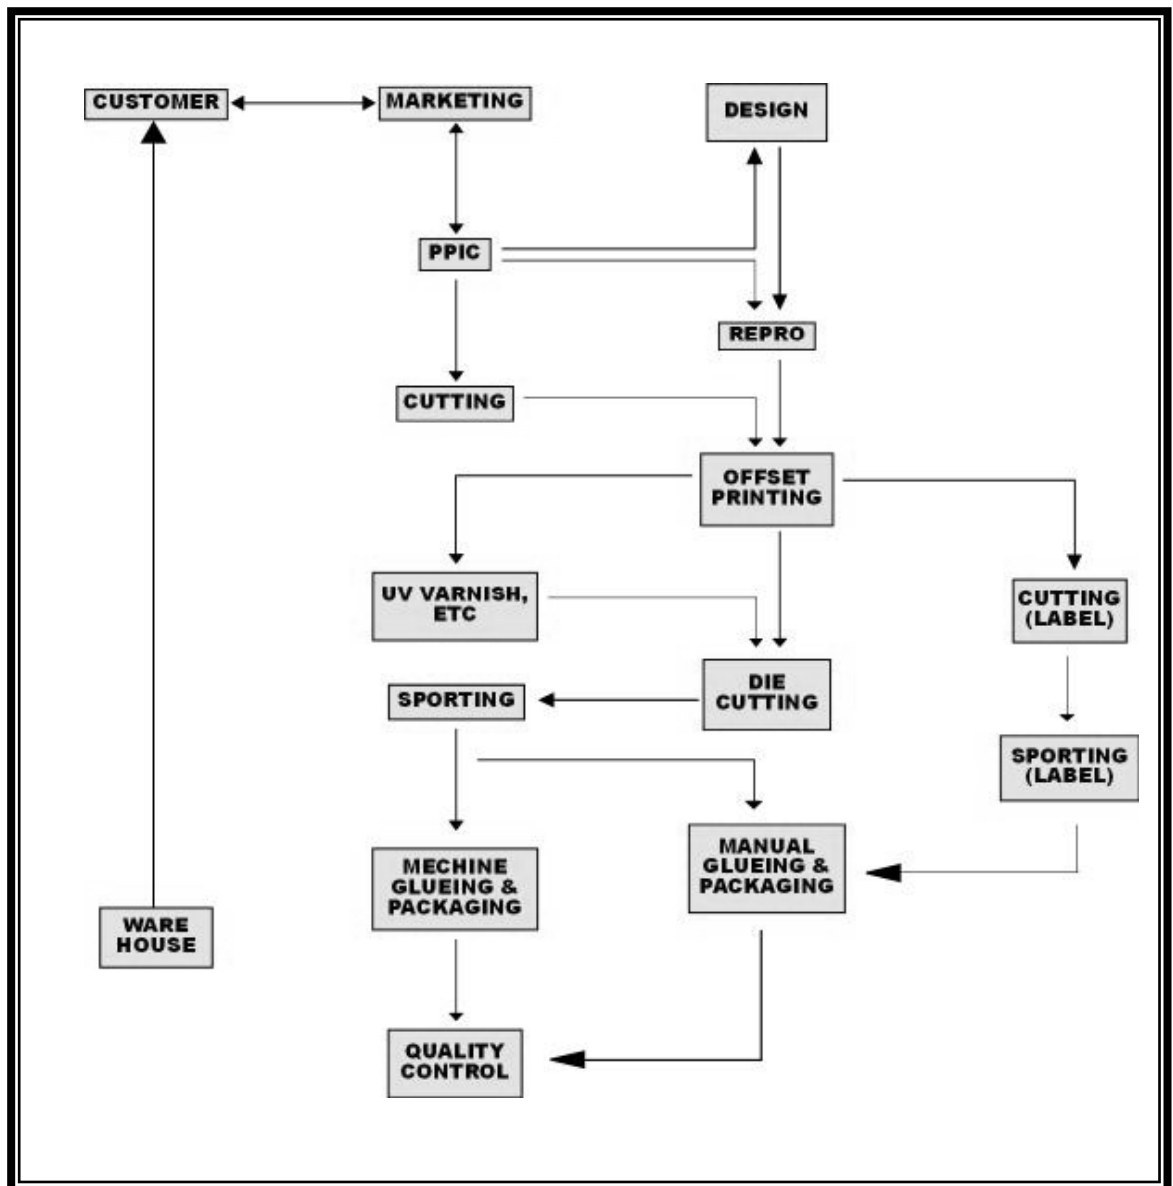 CUSTOMER
MARKETING
DESIGN
PPIC
REPRO
CUTTING
OFFSET
PRINTING
UV VARNISH,
ETC
CUTTING
(LABEL)
DIE
CUTTING
SPORTING
SPORTING
(LABEL)
MECHINE
GLUEING &
PACKAGING
MANUAL
GLUEING &
PACKAGING
WARE
HOUSE
QUALITY
CONTROL